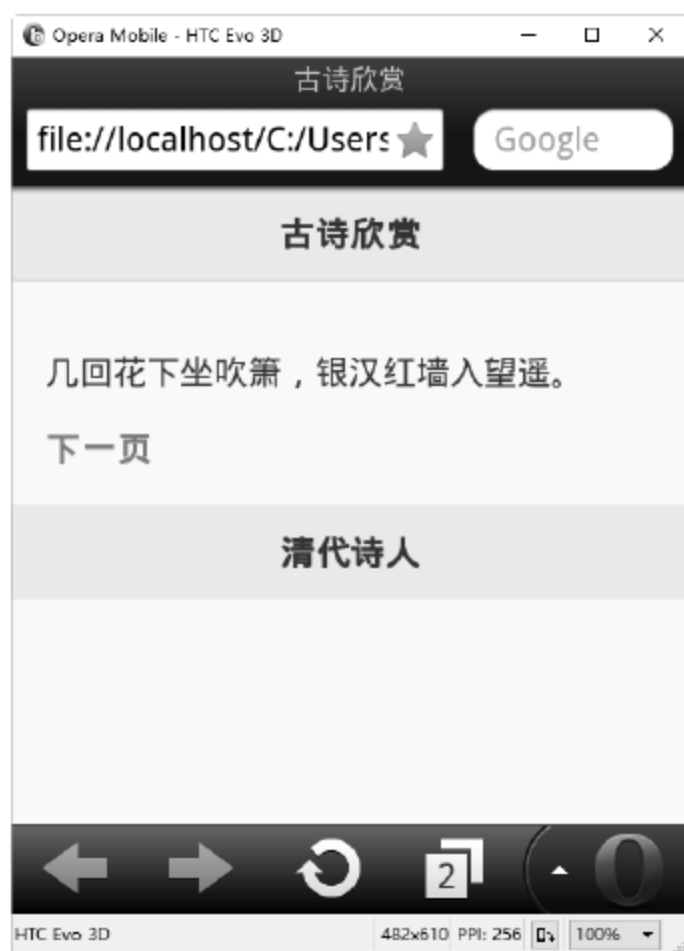 Opera Mobile - HTC Evo 3D
古诗欣赏
file://localhost/C:/Users
Google
古诗欣赏
几回花下坐吹箫，银汉红墙入望遥。
下一页
清代诗人
2
HTC Evo 3D
482x610 PPI: 256 100%